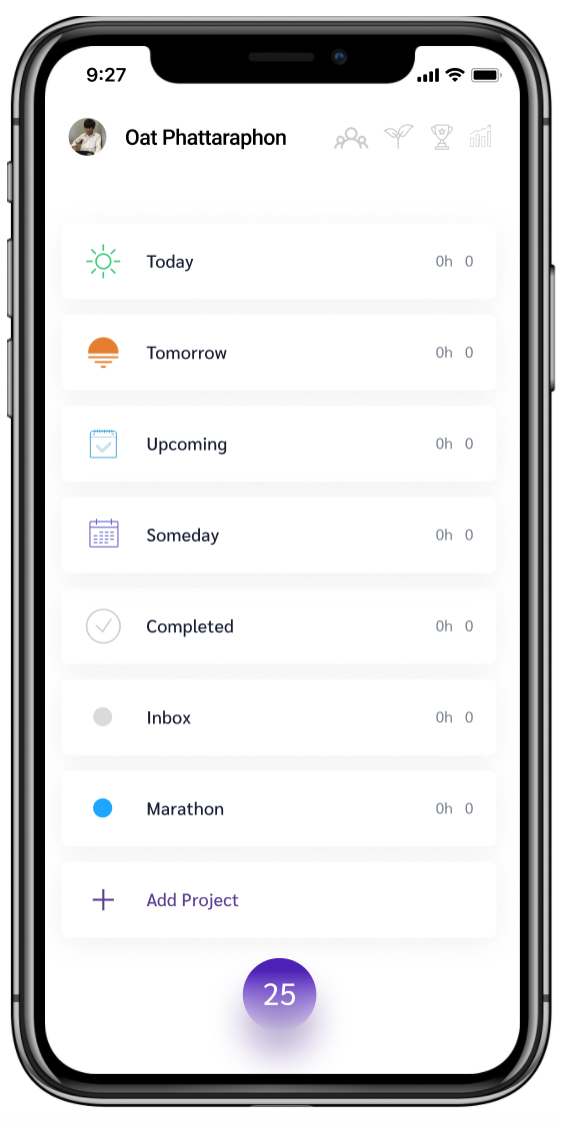 9:27
Oat Phattaraphon
Today 0h 0
Tomorrow 0h 0
Upcoming 0h 0
Someday 0h 0
Completed 0h 0
Inbox 0h 0
Marathon 0h 0
Add Project
25